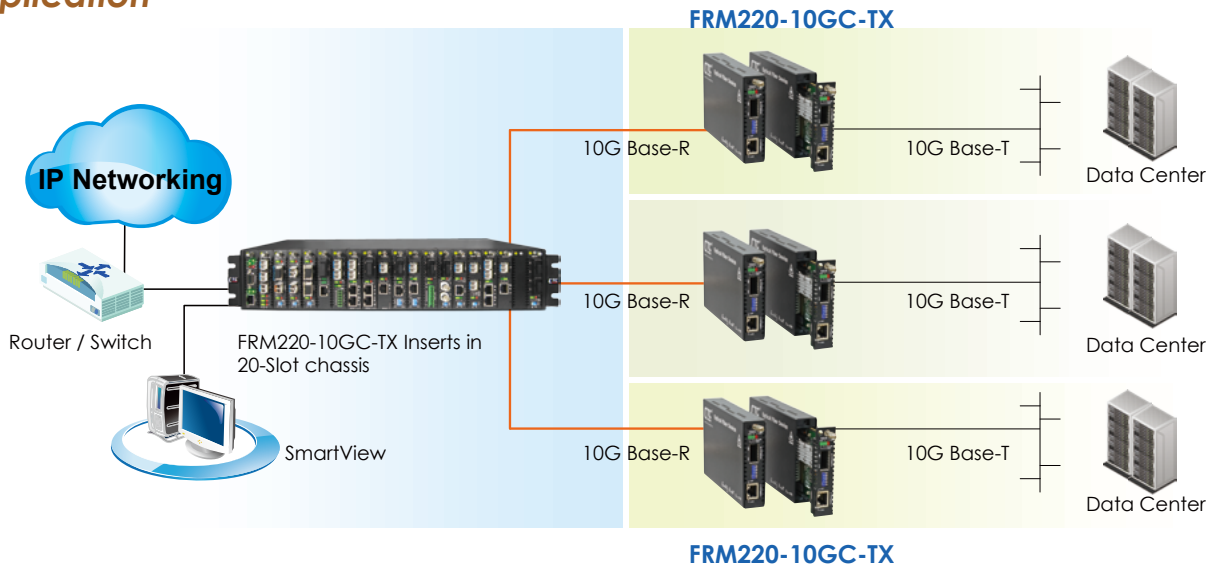 plication
FRM220-10GC-TX
IP Networking
10G Base-R
10G Base-T
Data Center
10G Base-R
10G Base-T
Data Center
Router / Switch
FRM220-10GC-TX Inserts in
20-Slot chassis
SmartView
10G Base-R
10G Base-T
Data Center
FRM220-10GC-TX